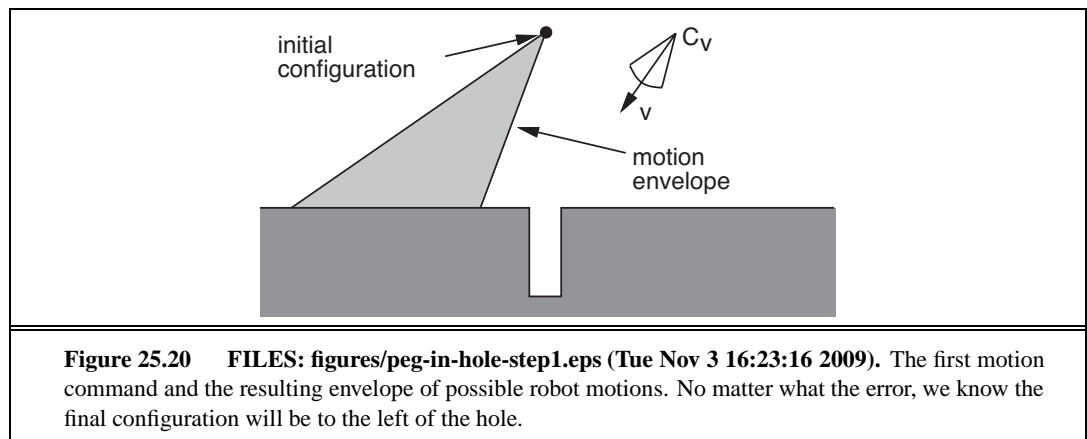 initial
configuration
Cv
v
motion
envelope
Figure 25.20 FILES: figures/peg-in-hole-step1.eps (Tue Nov 3 16:23:16 2009). The first motion
command and the resulting envelope of possible robot motions. No matter what the error, we know the
final configuration will be to the left of the hole.